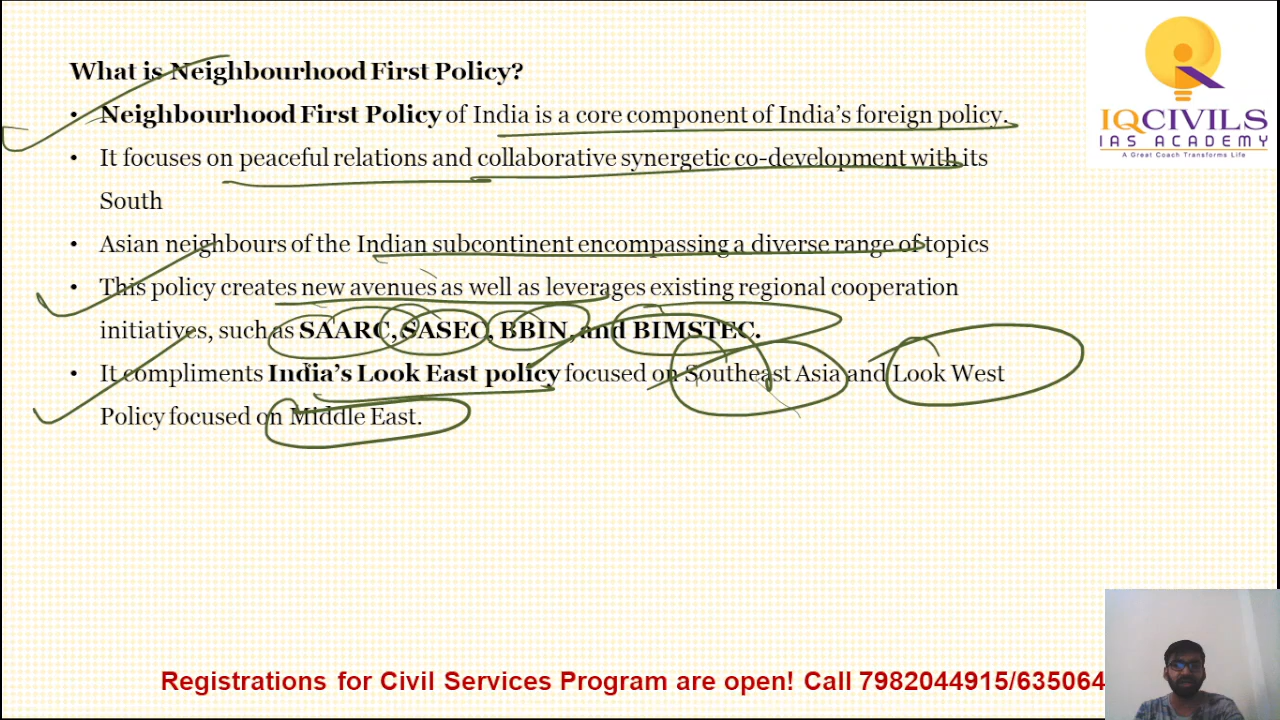 What is Neighbourhood First Policy?
• Neighbourhood First Policy of India is a core component of India's foreign policy.
• It focuses on peaceful relations and collaborative synergetic co-development with its
South
• Asian neighbours of the Indian subcontinent encompassing a diverse range of topics
• This policy creates new avenues as well as leverages existing regional cooperation
initiatives, such as SAARC, SASEC, BBIN, and BIMSTEC.
• It compliments India's Look East policy focused on Southeast Asia and Look West
Policy focused on Middle East.
IQCIVILS
IAS ACADEMY
A Great Coach Transforms Life
Registrations for Civil Services Program are open! Call 7982044915/635064